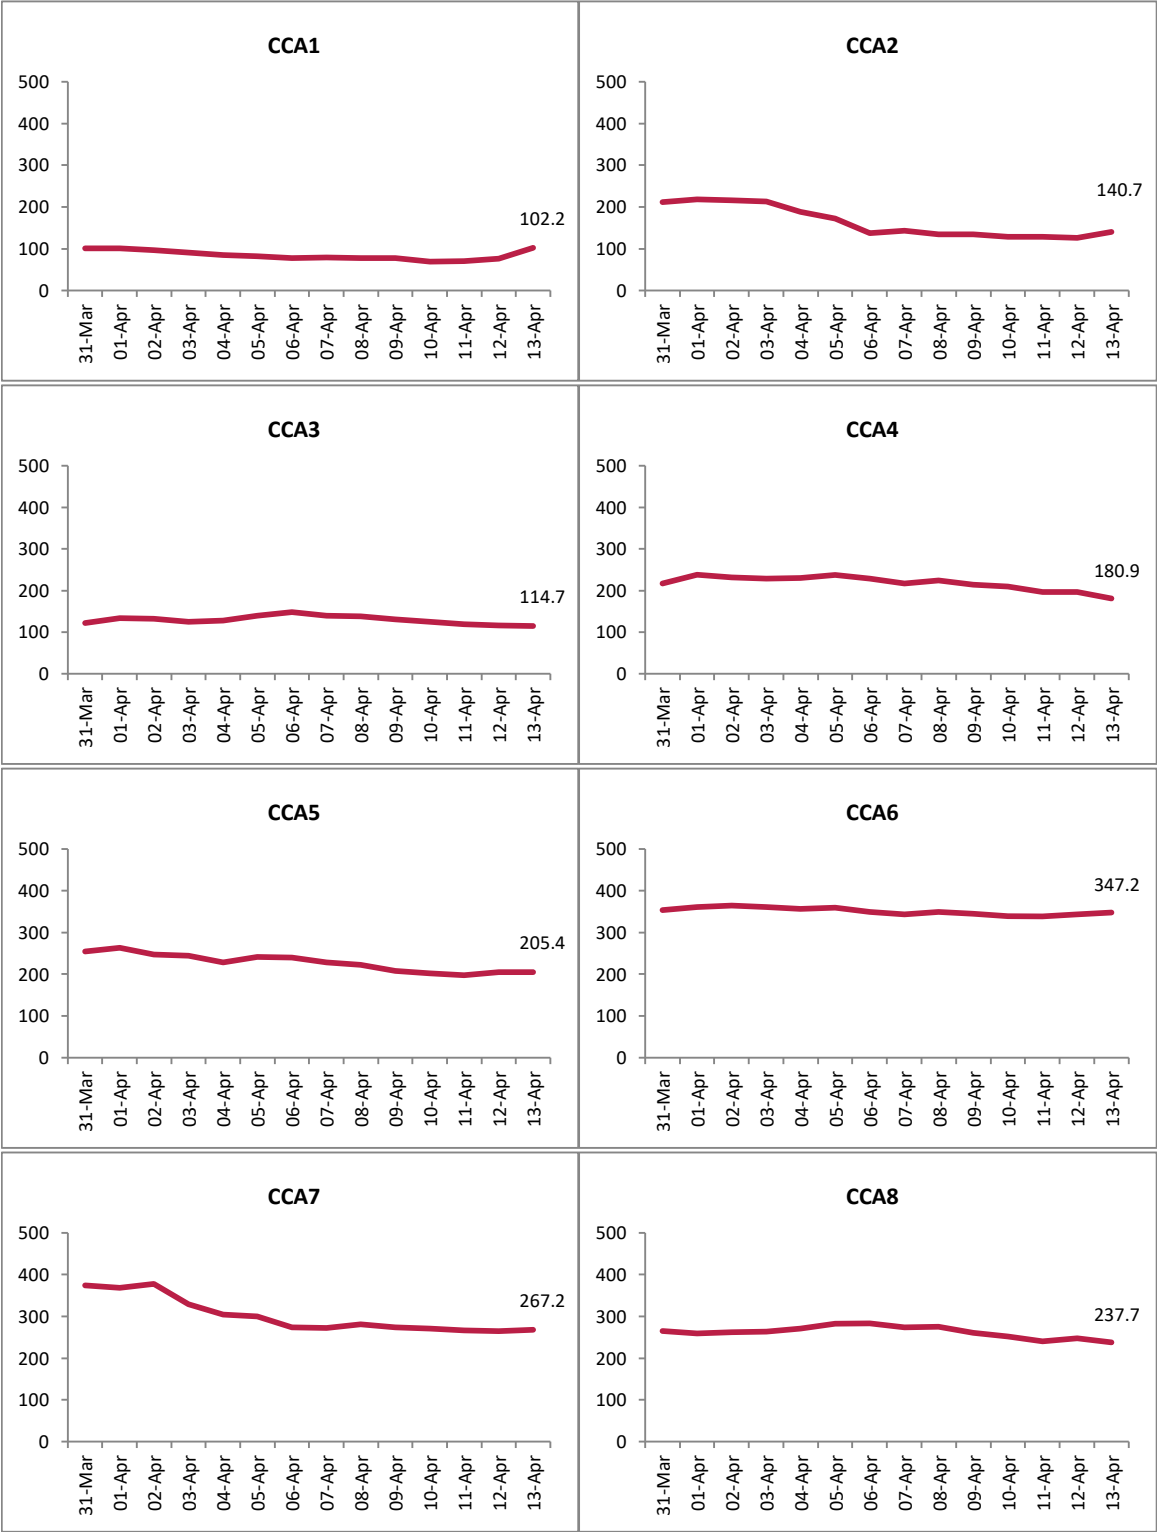 CCA1
500
400
300
200
100
0
102.2
31-Mar
01-Apr
02-Apr
03-Apr
04-Apr
05-Apr
06-Apr
07-Apr
08-Apr
09-Apr
10-Apr
11-Apr
12-Apr
13-Apr
CCA2
500
400
300
200
100
0
140.7
31-Mar
01-Apr
02-Apr
03-Apr
04-Apr
05-Apr
06-Apr
07-Apr
08-Apr
09-Apr
10-Apr
11-Apr
12-Apr
13-Apr
CCA3
500
400
300
200
100
0
114.7
31-Mar
01-Apr
02-Apr
03-Apr
04-Apr
05-Apr
06-Apr
07-Apr
08-Apr
09-Apr
10-Apr
11-Apr
12-Apr
13-Apr
CCA4
500
400
300
200
100
0
180.9
31-Mar
01-Apr
02-Apr
03-Apr
04-Apr
05-Apr
06-Apr
07-Apr
08-Apr
09-Apr
10-Apr
11-Apr
12-Apr
13-Apr
CCA5
500
400
300
200
100
0
205.4
31-Mar
01-Apr
02-Apr
03-Apr
04-Apr
05-Apr
06-Apr
07-Apr
08-Apr
09-Apr
10-Apr
11-Apr
12-Apr
13-Apr
CCA6
500
400
300
200
100
0
347.2
31-Mar
01-Apr
02-Apr
03-Apr
04-Apr
05-Apr
06-Apr
07-Apr
08-Apr
09-Apr
10-Apr
11-Apr
12-Apr
13-Apr
CCA7
500
400
300
200
100
0
267.2
31-Mar
01-Apr
02-Apr
03-Apr
04-Apr
05-Apr
06-Apr
07-Apr
08-Apr
09-Apr
10-Apr
11-Apr
12-Apr
13-Apr
CCA8
500
400
300
200
100
0
237.7
31-Mar
01-Apr
02-Apr
03-Apr
04-Apr
05-Apr
06-Apr
07-Apr
08-Apr
09-Apr
10-Apr
11-Apr
12-Apr
13-Apr